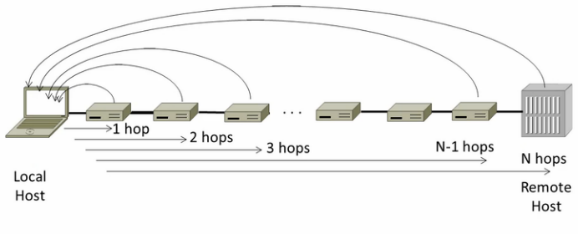 . . .
1 hop
2 hops
3 hops
N-1 hops
N hops
Local
Host
Remote
Host